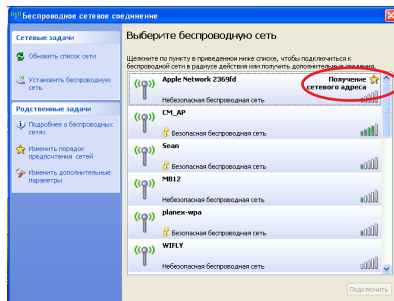 Беспроводное сетевое соединение
Сетевые задачи
Обновить список сети
Установить беспроводную
сеть
Родственные задачи
Подробнее о беспроводных
сетях
Изменить порядок
предпочтения сетей
Изменить дополнительные
параметры
Выберите беспроводную сеть
Щелкните по пункту в приведенном ниже списке, чтобы подключиться к
беспроводной сети в радиусе действия или получить дополнительные сведения.
Apple Network 2369fd
Получение
сетевого адреса
Небезопасная беспроводная сеть
CM_AP
Безопасная беспроводная сеть
Sean
Безопасная беспроводная сеть
MB12
Небезопасная беспроводная сеть
planex-wpa
Безопасная беспроводная сеть
WIFLY
Небезопасная беспроводная сеть
Подключить